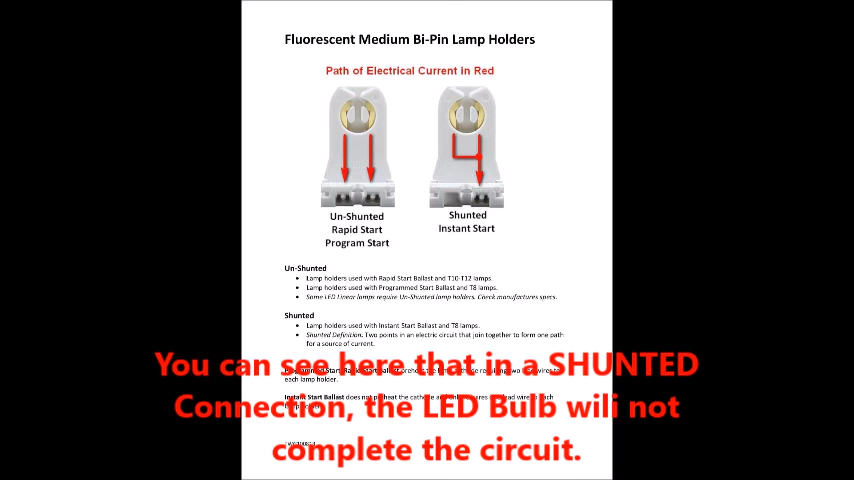 Fluorescent Medium Bi-Pin Lamp Holders
Path of Electrical Current in Red
Un-Shunted
Rapid Start
Program Start
Shunted
Instant Start
Un-Shunted
• Lamp holders used with Rapid Start Ballast and T10-T12 lamps.
• Lamp holders used with Programmed Start Ballast and T8 lamps.
• Some LED Linear lamps require Un-Shunted lamp holders. Check manufactures specs.
Shunted
• Lamp holders used with Instant Start Ballast and T8 lamps.
• Shunted Definition. Two points in an electric circuit that join together to form one path
for a source of current.
You can see here that in a SHUNTED
each lamp holder.
Instant Start Ballast does not preheat the cathode
Connection, the LED Bulb wili not
complete the circuit.